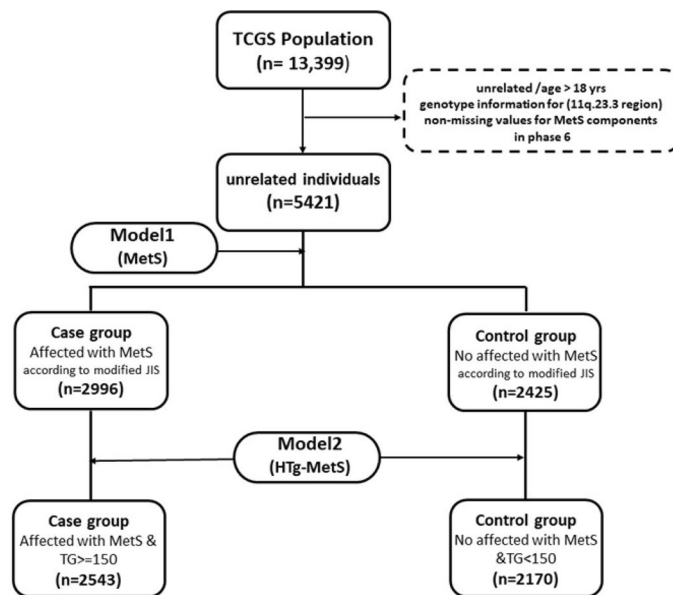 TCGS Population
(n= 13,399)
unrelated /age > 18 yrs
genotype information for (11q.23.3 region)
non-missing values for MetS components
in phase 6
unrelated individuals
(n=5421)
Model1
(MetS)
Case group
Affected with MetS
according to modified JIS
(n=2996)
Control group
No affected with MetS
according to modified JIS
(n=2425)
Model2
(HTg-MetS)
Case group
Affected with MetS &
TG>=150
(n=2543)
Control group
No affected with MetS
&TG<150
(n=2170)